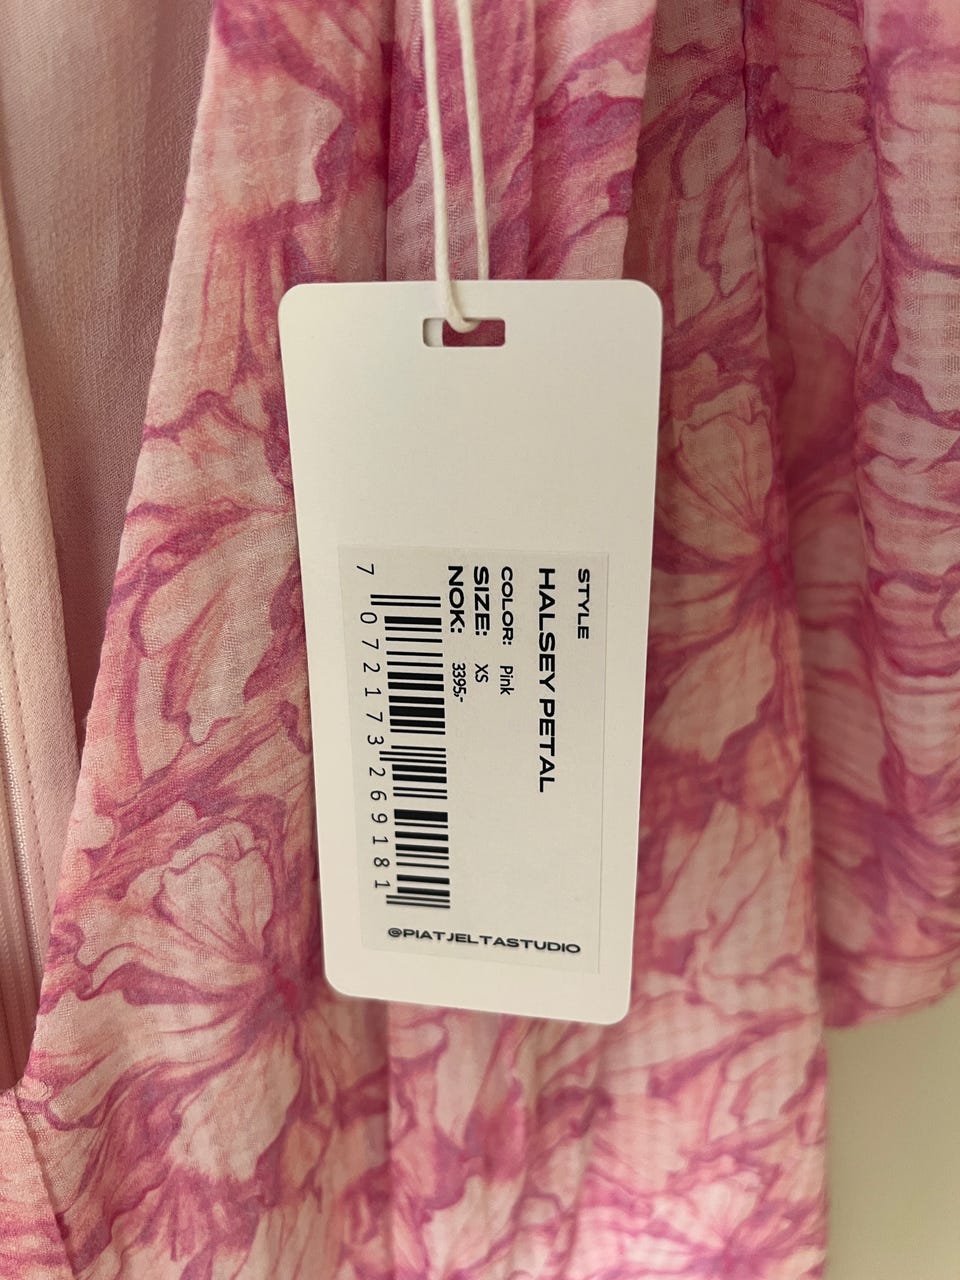 STYLE
HALSEY PETAL
COLOR: Pink
SIZE: XS
NOK: 3395,-
7 072173 269181
@PIATJELTASTUDIO